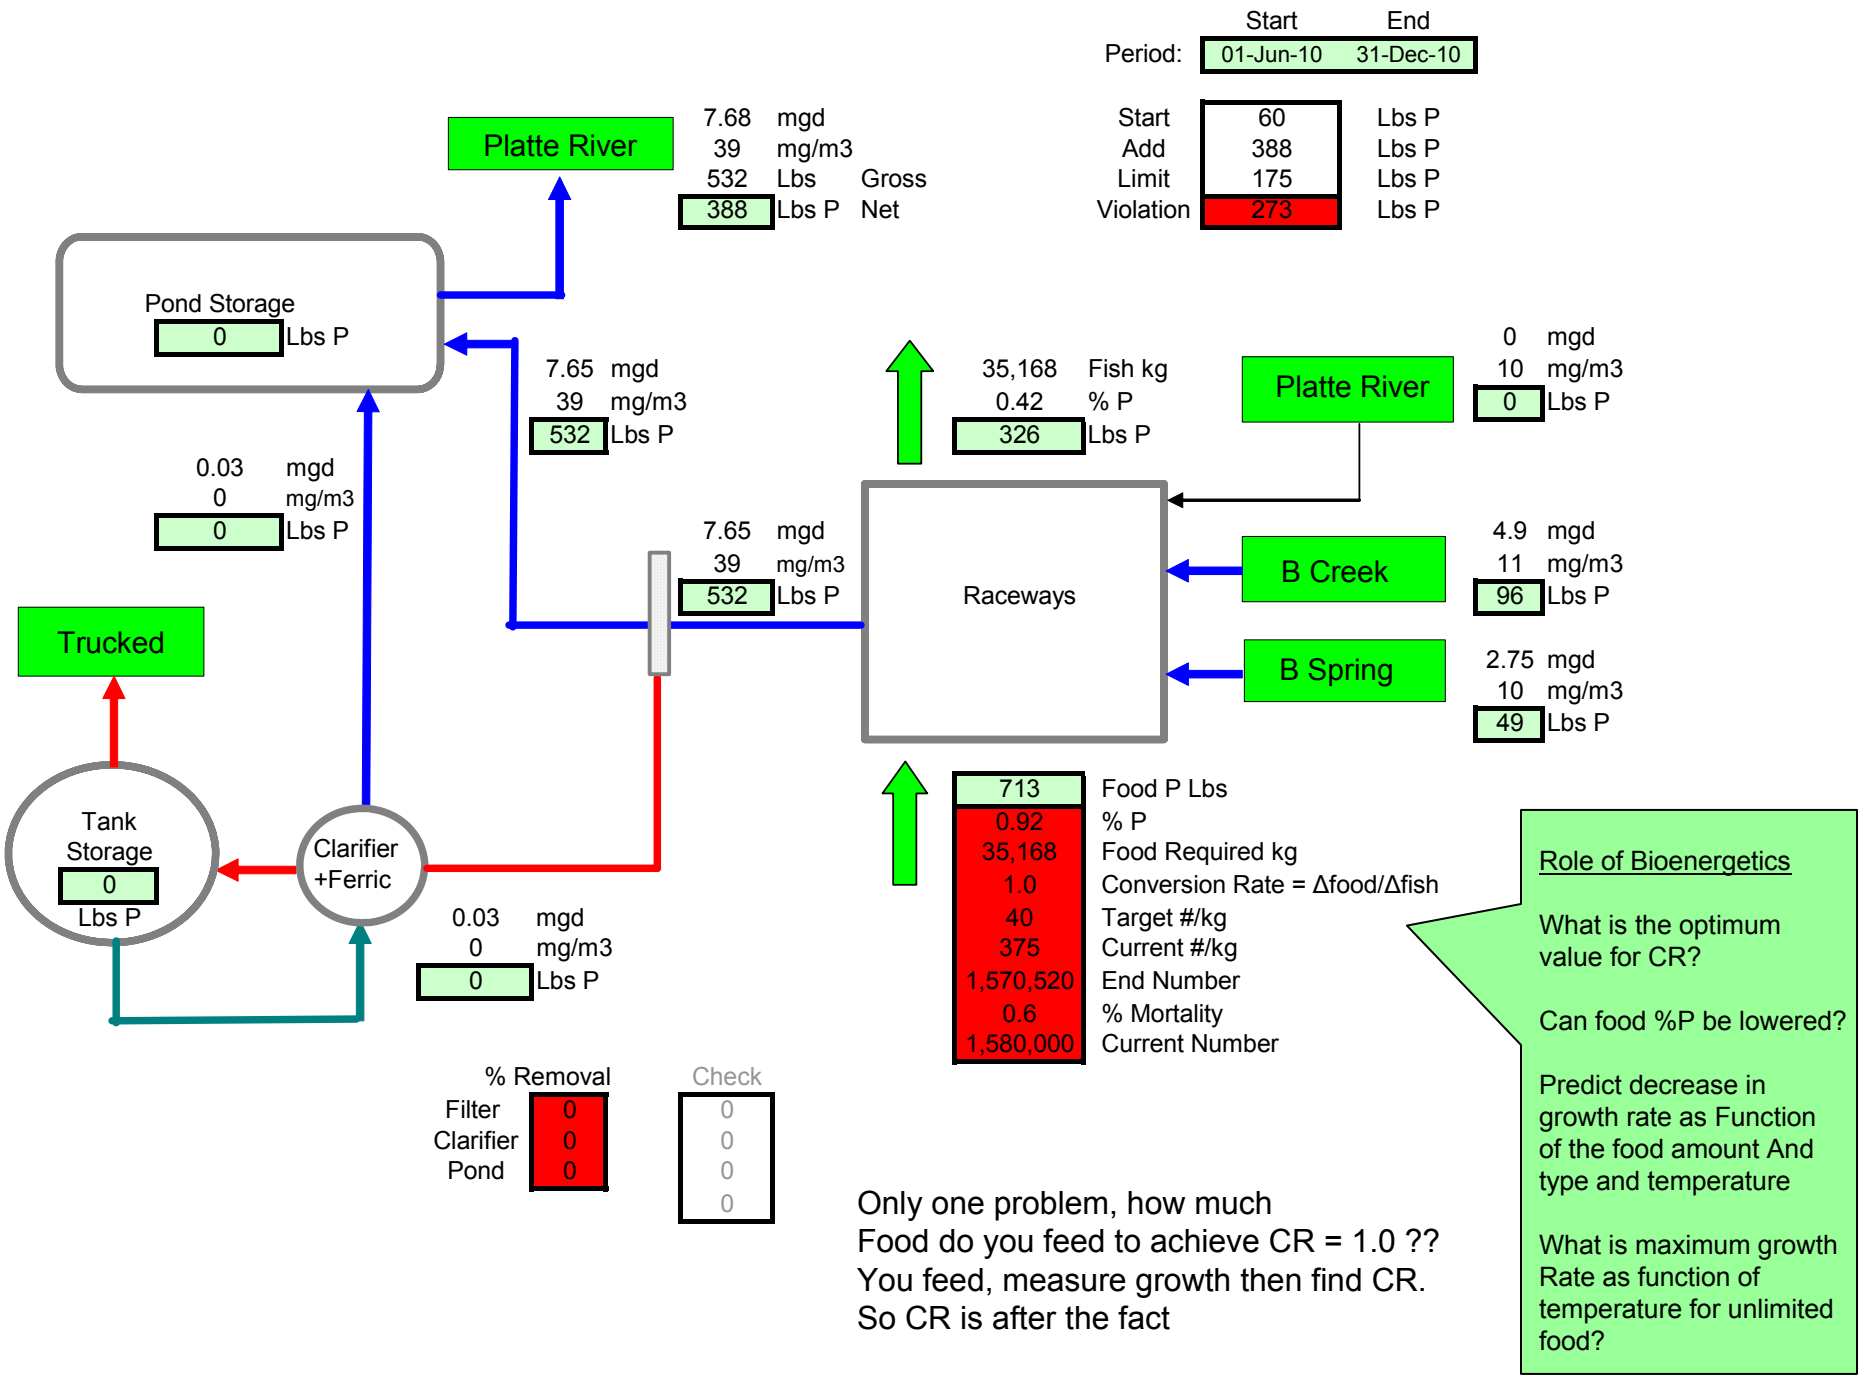 Start End
Period: 01-Jun-10 31-Dec-10
Start 60 Lbs P
Add 388 Lbs P
Limit 175 Lbs P
Violation 273 Lbs P
Platte River
7.68 mgd
39 mg/m3
532 Lbs Gross
388 Lbs P Net
Pond Storage
0 Lbs P
7.65 mgd
39 mg/m3
532 Lbs P
35,168 Fish kg
0.42 % P
326 Lbs P
Platte River
0 mgd
10 mg/m3
0 Lbs P
0.03 mgd
0 mg/m3
0 Lbs P
7.65 mgd
39 mg/m3
532 Lbs P
Raceways
B Creek
4.9 mgd
11 mg/m3
96 Lbs P
B Spring
2.75 mgd
10 mg/m3
49 Lbs P
Trucked
Tank
Storage
0
Lbs P
Clarifier
+Ferric
0.03 mgd
0 mg/m3
0 Lbs P
713 Food P Lbs
0.92 % P
35,168 Food Required kg
1.0 Conversion Rate = Δfood/Δfish
40 Target #/kg
375 Current #/kg
1,570,520 End Number
0.6 % Mortality
1,580,000 Current Number
Role of Bioenergetics
What is the optimum
value for CR?
Can food %P be lowered?
Predict decrease in
growth rate as Function
of the food amount And
type and temperature
What is maximum growth
Rate as function of
temperature for unlimited
food?
% Removal Check
Filter 0 0
Clarifier 0 0
Pond 0 0
0
Only one problem, how much
Food do you feed to achieve CR = 1.0 ??
You feed, measure growth then find CR.
So CR is after the fact